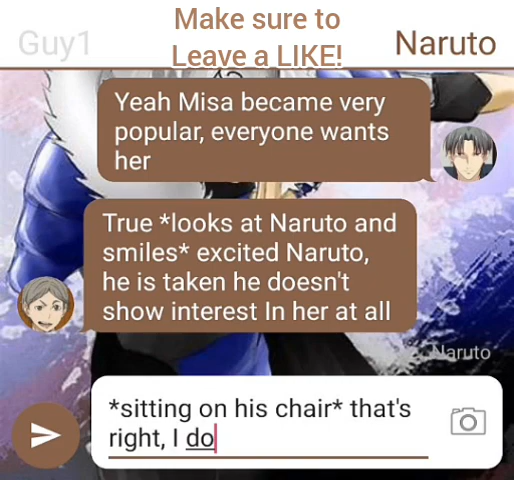 Guy1
Make sure to
Leave a LIKE!
Naruto
Yeah Misa became very
popular, everyone wants
her
True *looks at Naruto and
smiles* excited Naruto,
he is taken he doesn't
show interest In her at all
Naruto
*sitting on his chair* that's
right, I do